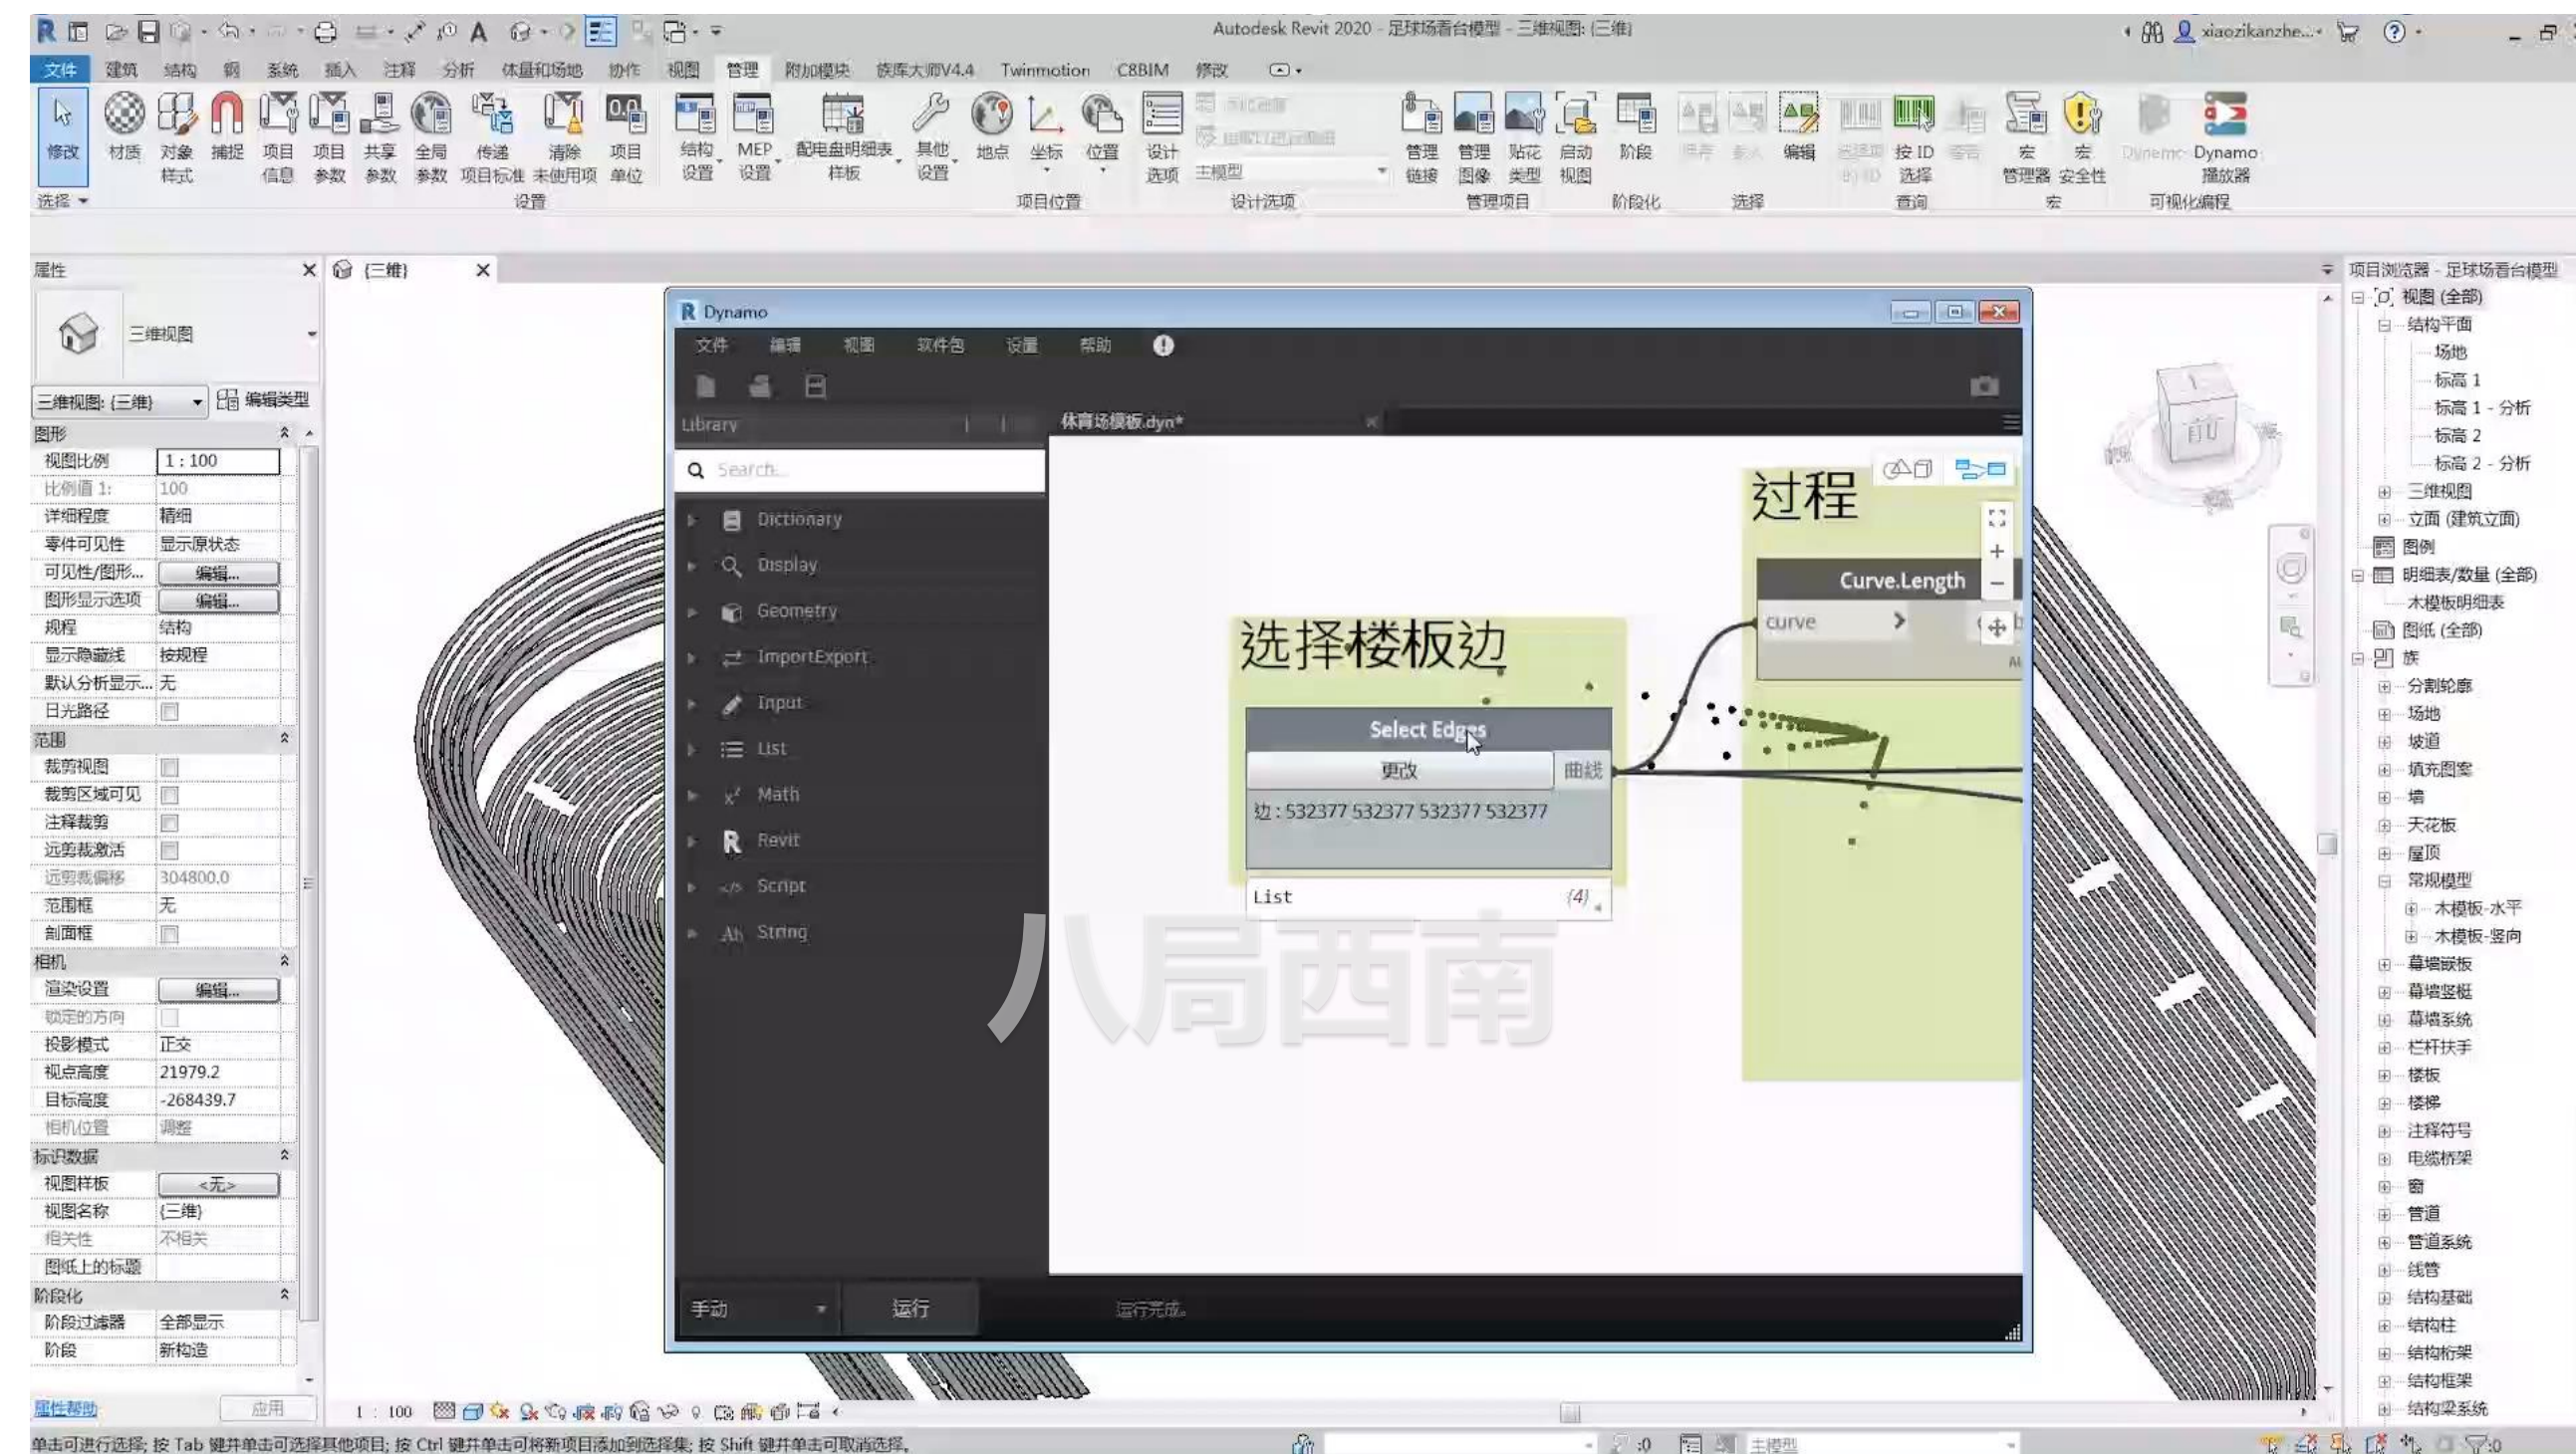 Autodesk Revit 2020 - 足球场看台模型 - 三维视图: {三维}
xiaozikanzhe...
文件 建筑 结构 钢 系统 插入 注释 分析 体量和场地 协作 视图 管理 附加模块 族库大师V4.4 Twinmotion C8BIM 修改
修改 材质 对象样式 捕捉 项目信息 项目参数 共享参数 全局参数 传递项目标准 清除未使用项 项目单位 结构设置 MEP设置 配电盘明细表样板 其他设置 地点 坐标 位置 设计选项 主模型 管理链接 管理图像 贴花类型 启动视图 阶段 保存 载入 编辑 按 ID 选择 宏管理器 宏安全性 Dynamo Dynamo播放器
选择 设置 项目位置 设计选项 管理项目 阶段化 选择 查询 宏 可视化编程
属性
{三维}
三维视图
三维视图: {三维} 编辑类型
图形
视图比例 1 : 100
比例值 1: 100
详细程度 精细
零件可见性 显示原状态
可见性/图形... 编辑...
图形显示选项 编辑...
规程 结构
显示隐藏线 按规程
默认分析显示... 无
日光路径
范围
裁剪视图
裁剪区域可见
注释裁剪
远剪裁激活
远剪裁偏移 304800.0
范围框 无
剖面框
相机
渲染设置 编辑...
锁定的方向
投影模式 正交
视点高度 21979.2
目标高度 -268439.7
相机位置 调整
标识数据
视图样板 <无>
视图名称 {三维}
相关性 不相关
图纸上的标题
阶段化
阶段过滤器 全部显示
阶段 新构造
属性帮助 应用
Dynamo
文件 编辑 视图 软件包 设置 帮助
Library
体育场模板.dyn*
Search...
Dictionary
Display
Geometry
ImportExport
Input
List
Math
Revit
Script
String
过程
Curve.Length
curve
选择楼板边
Select Edges
更改 曲线
边 : 532377 532377 532377 532377
List {4}
八局西南
手动 运行 运行完成。
前
项目浏览器 - 足球场看台模型
视图 (全部)
结构平面
场地
标高 1
标高 1 - 分析
标高 2
标高 2 - 分析
三维视图
立面 (建筑立面)
图例
明细表/数量 (全部)
木模板明细表
图纸 (全部)
族
分割轮廓
场地
坡道
填充图案
墙
天花板
屋顶
常规模型
木模板-水平
木模板-竖向
幕墙嵌板
幕墙竖梃
幕墙系统
栏杆扶手
楼板
楼梯
注释符号
电缆桥架
窗
管道
管道系统
线管
结构基础
结构柱
结构桁架
结构框架
结构梁系统
1 : 100
单击可进行选择; 按 Tab 键并单击可选择其他项目; 按 Ctrl 键并单击可将新项目添加到选择集; 按 Shift 键并单击可取消选择。
:0 主模型 :0